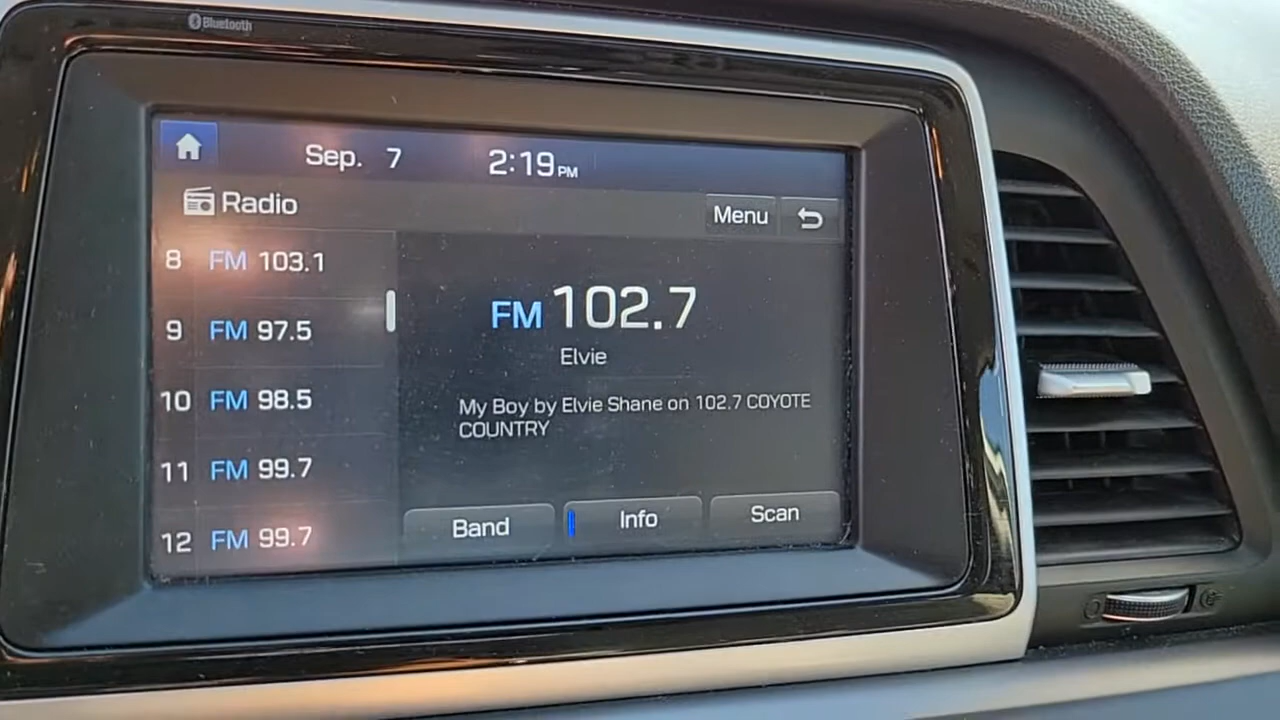 Bluetooth
Sep. 7 2:19 PM
Radio
Menu
8 FM 103.1
9 FM 97.5
10 FM 98.5
11 FM 99.7
12 FM 99.7
FM 102.7
Elvie
My Boy by Elvie Shane on 102.7 COYOTE
COUNTRY
Band Info Scan